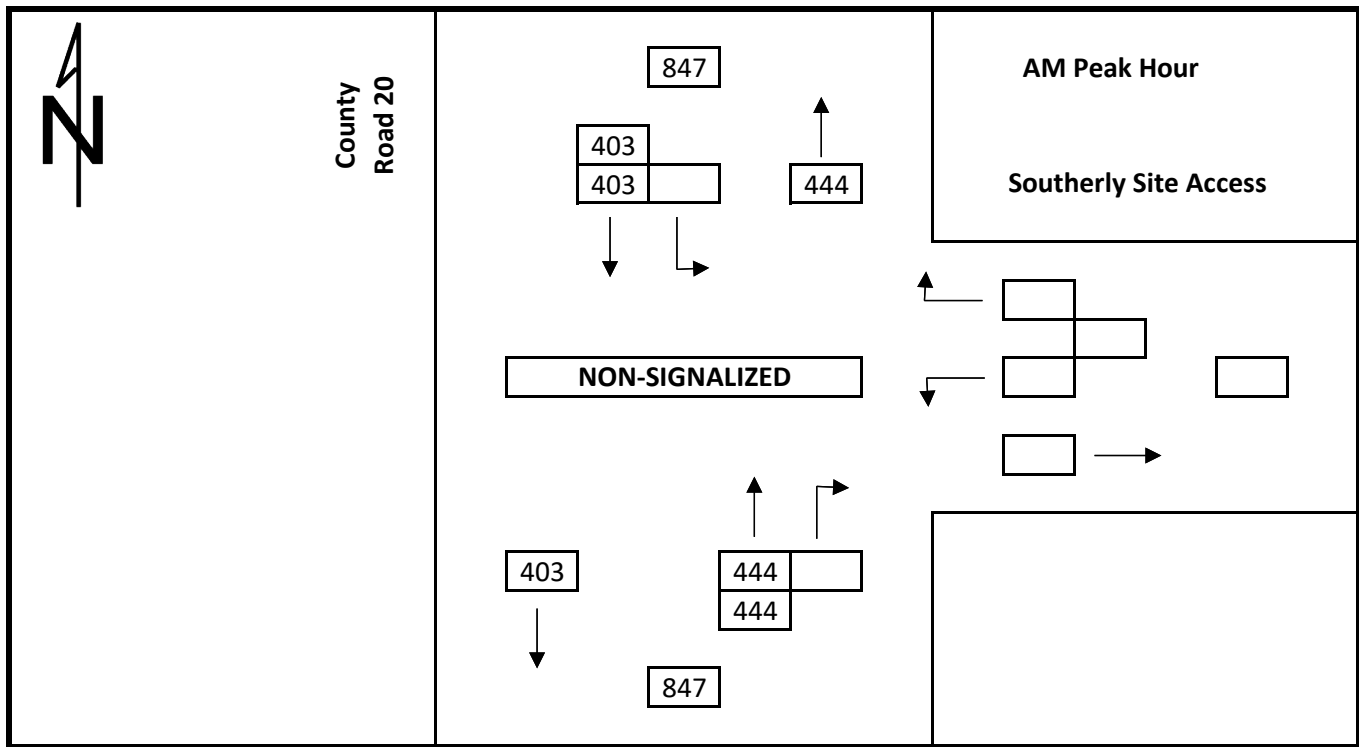 N
County
Road 20
847
403
403
444
AM Peak Hour
Southerly Site Access
NON-SIGNALIZED
403
444
444
847